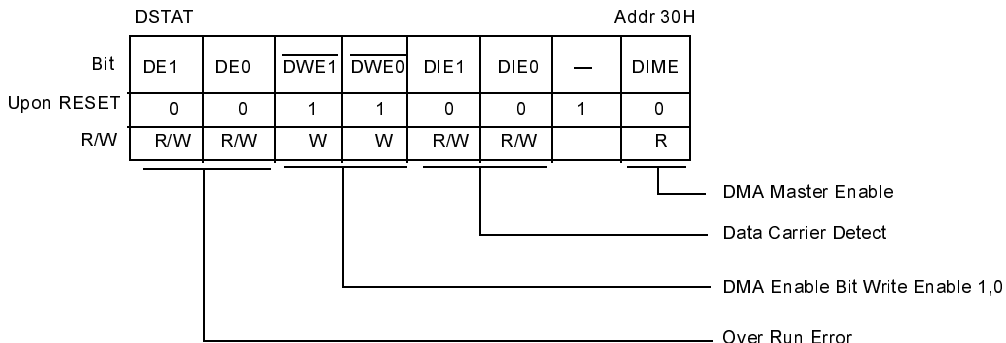 DSTAT Addr 30H
Bit DE1 DE0 DWE1 DWE0 DIE1 DIE0 — DIME
Upon RESET 0 0 1 1 0 0 1 0
R/W R/W R/W W W R/W R/W R
DMA Master Enable
Data Carrier Detect
DMA Enable Bit Write Enable 1,0
Over Run Error